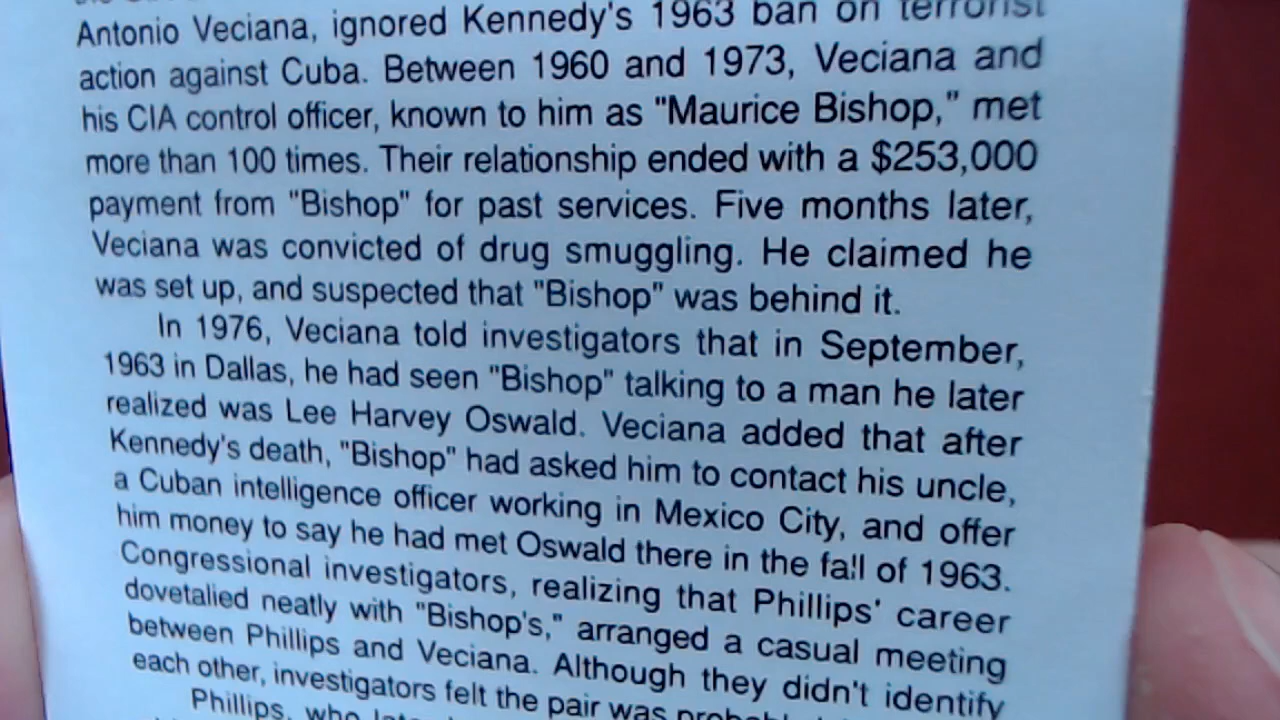 Antonio Veciana, ignored Kennedy's 1963 ban on terrorist
action against Cuba. Between 1960 and 1973, Veciana and
his CIA control officer, known to him as "Maurice Bishop," met
more than 100 times. Their relationship ended with a $253,000
payment from "Bishop" for past services. Five months later,
Veciana was convicted of drug smuggling. He claimed he
was set up, and suspected that "Bishop" was behind it.
In 1976, Veciana told investigators that in September,
1963 in Dallas, he had seen "Bishop" talking to a man he later
realized was Lee Harvey Oswald. Veciana added that after
Kennedy's death, "Bishop" had asked him to contact his uncle,
a Cuban intelligence officer working in Mexico City, and offer
him money to say he had met Oswald there in the fall of 1963.
Congressional investigators, realizing that Phillips' career
dovetalied neatly with "Bishop's," arranged a casual meeting
between Phillips and Veciana. Although they didn't identify
each other, investigators felt the pair was
Phillips, who